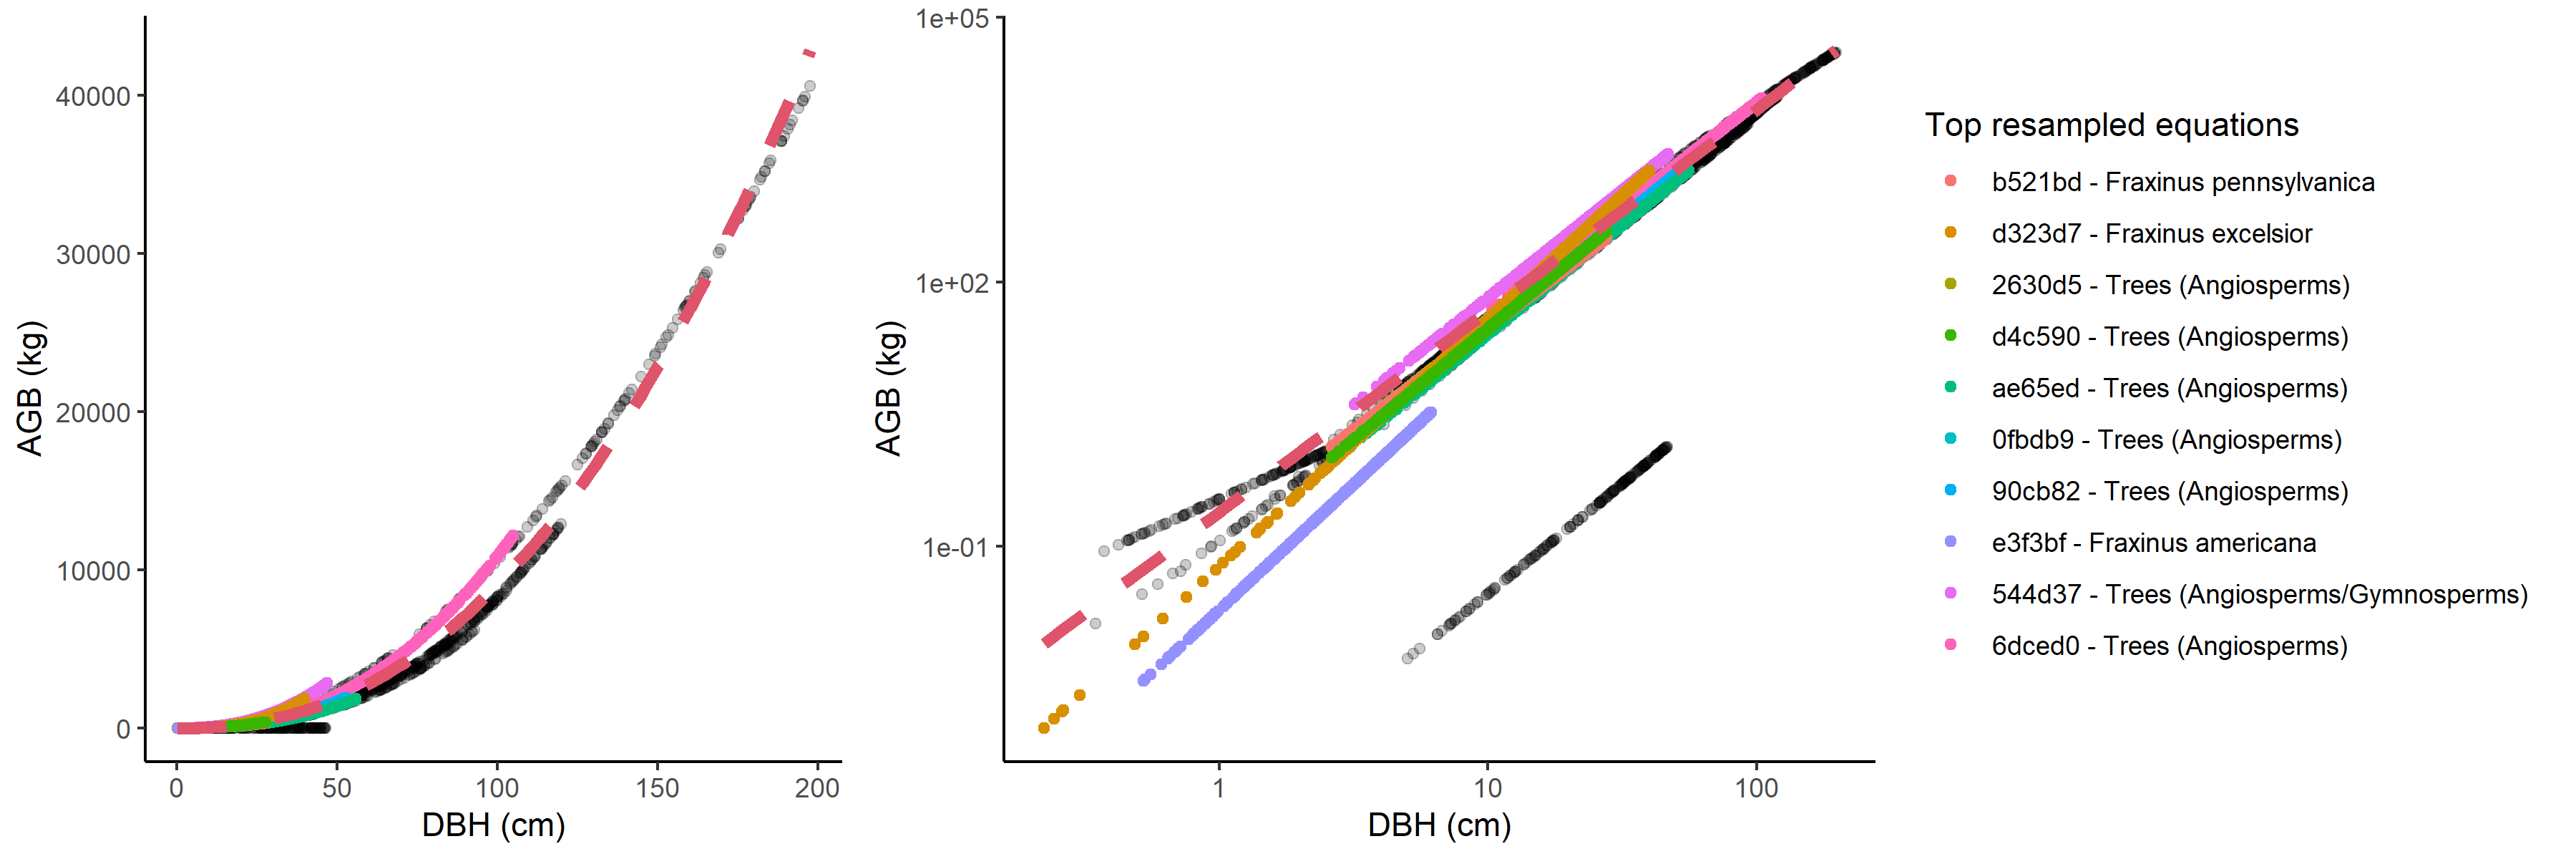 AGB (kg)
40000
30000
20000
10000
0
0 50 100 150 200
DBH (cm)
AGB (kg)
1e+05
1e+02
1e-01
1 10 100
DBH (cm)
Top resampled equations
b521bd - Fraxinus pennsylvanica
d323d7 - Fraxinus excelsior
2630d5 - Trees (Angiosperms)
d4c590 - Trees (Angiosperms)
ae65ed - Trees (Angiosperms)
0fbdb9 - Trees (Angiosperms)
90cb82 - Trees (Angiosperms)
e3f3bf - Fraxinus americana
544d37 - Trees (Angiosperms/Gymnosperms)
6dced0 - Trees (Angiosperms)